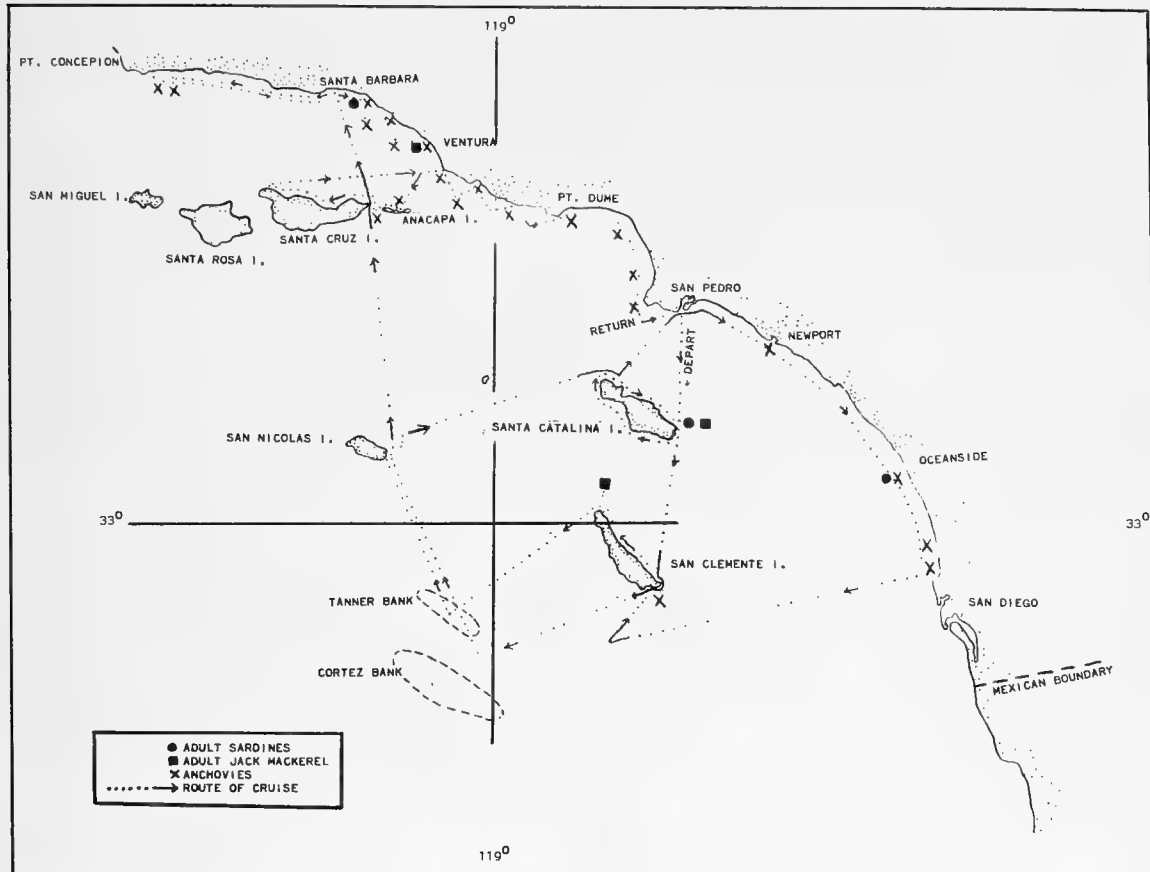 119°
PT. CONCEPION
SANTA BARBARA
VENTURA
SAN MIGUEL I.
PT. DUME
ANACAPA I.
SANTA CRUZ I.
SANTA ROSA I.
SAN PEDRO
RETURN
NEWPORT
DEPART
SANTA CATALINA I.
SAN NICOLAS I.
OCEANSIDE
33°
33°
SAN CLEMENTE I.
TANNER BANK
SAN DIEGO
CORTEZ BANK
MEXICAN BOUNDARY
ADULT SARDINES
ADULT JACK MACKEREL
ANCHOVIES
ROUTE OF CRUISE
119°